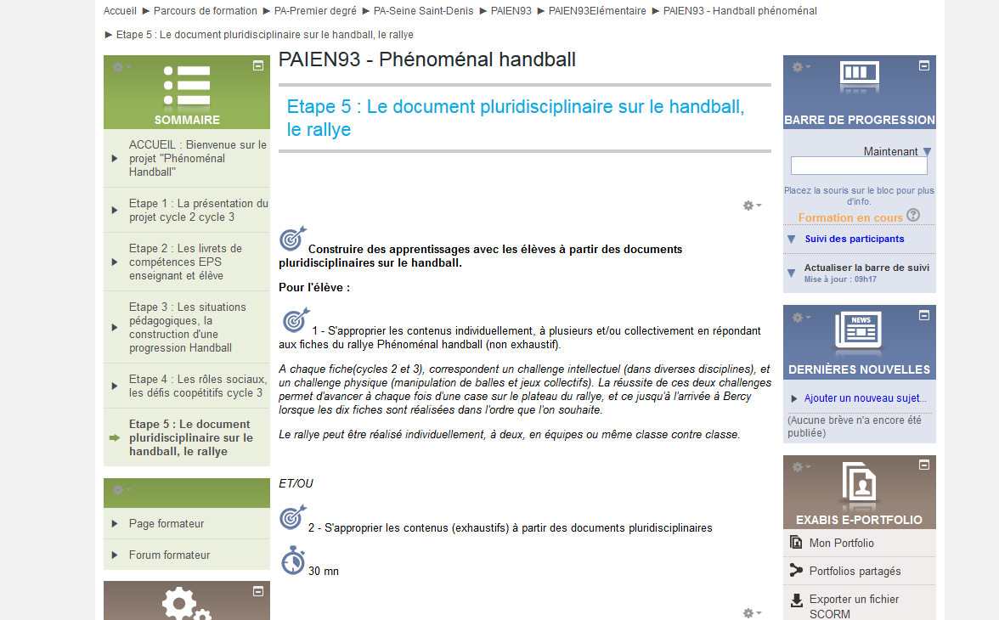 Accueil ► Parcours de formation ► PA-Premier degré ► PA-Seine Saint-Denis ► PAIEN93 ► PAIEN93Elémentaire ► PAIEN93 - Handball phénoménal
► Etape 5 : Le document pluridisciplinaire sur le handball, le rallye
SOMMAIRE
ACCUEIL : Bienvenue sur le
projet "Phénoménal
Handball"
Etape 1 : La présentation du
projet cycle 2 cycle 3
Etape 2 : Les livrets de
compétences EPS
enseignant et élève
Etape 3 : Les situations
pédagogiques, la
construction d'une
progression Handball
Etape 4 : Les rôles sociaux,
les défis coopétitifs cycle 3
Etape 5 : Le document
pluridisciplinaire sur le
handball, le rallye
Page formateur
Forum formateur
PAIEN93 - Phénoménal handball
Etape 5 : Le document pluridisciplinaire sur le handball,
le rallye
Construire des apprentissages avec les élèves à partir des documents
pluridisciplinaires sur le handball.
Pour l'élève :
1 - S'approprier les contenus individuellement, à plusieurs et/ou collectivement en répondant
aux fiches du rallye Phénoménal handball (non exhaustif).
A chaque fiche(cycles 2 et 3), correspondent un challenge intellectuel (dans diverses disciplines), et
un challenge physique (manipulation de balles et jeux collectifs). La réussite de ces deux challenges
permet d'avancer à chaque fois d'une case sur le plateau du rallye, et ce jusqu'à l'arrivée à Bercy
lorsque les dix fiches sont réalisées dans l'ordre que l'on souhaite.
Le rallye peut être réalisé individuellement, à deux, en équipes ou même classe contre classe.
ET/OU
2 - S'approprier les contenus (exhaustifs) à partir des documents pluridisciplinaires
30 mn
BARRE DE PROGRESSION
Maintenant
Placez la souris sur le bloc pour plus
d'info.
Formation en cours ?
Suivi des participants
Actualiser la barre de suivi
Mise à jour : 09h17
NEWS
DERNIÈRES NOUVELLES
Ajouter un nouveau sujet...
(Aucune brève n'a encore été
publiée)
EXABIS E-PORTFOLIO
Mon Portfolio
Portfolios partagés
Exporter un fichier
SCORM